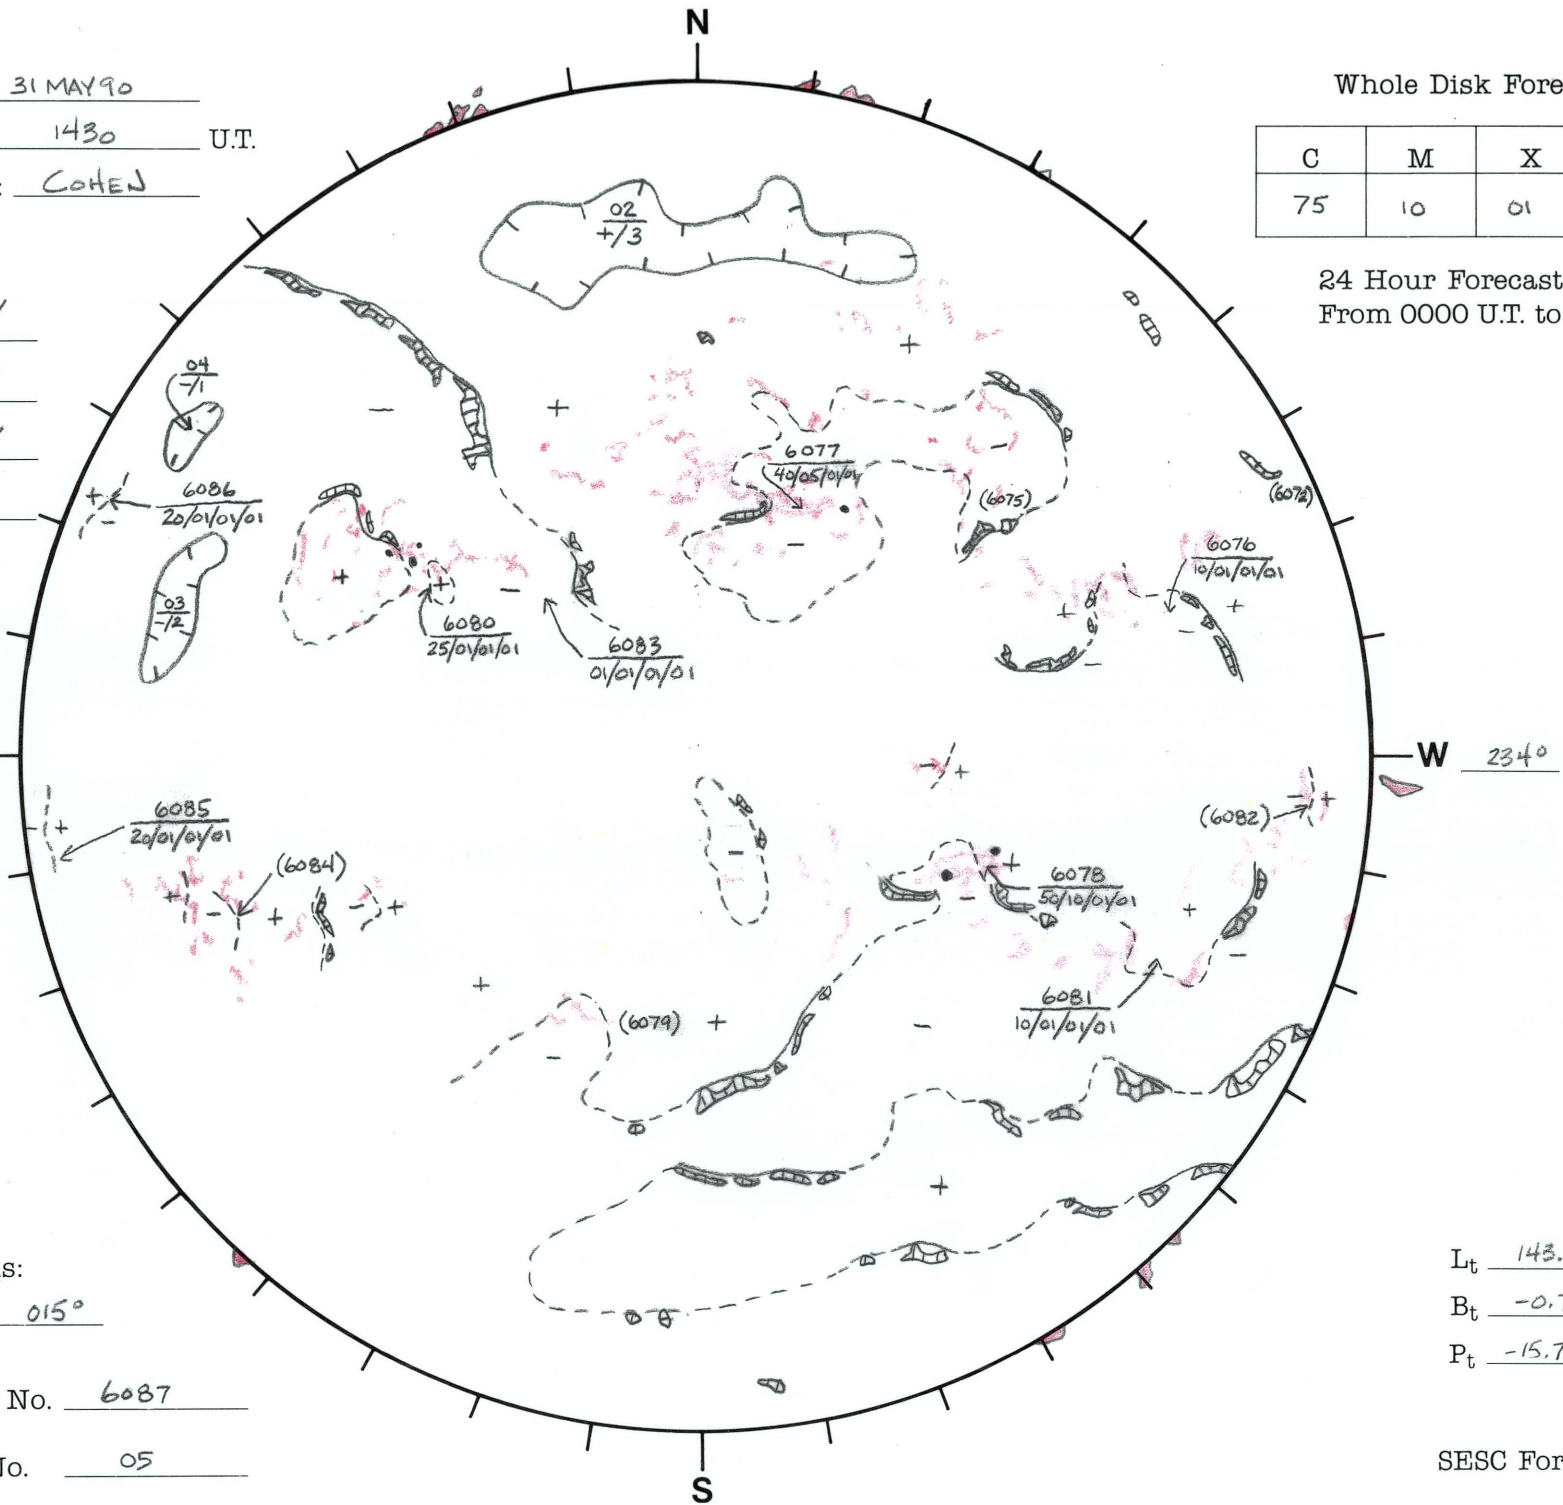 N
31 MAY 90
1430 U.T.
: COHEN
Whole Disk Fore
C M X
75 10 01
24 Hour Forecast
From 0000 U.T. to
02
+/3
04
-/1
6086
20/01/01/01
03
-/2
6077
40/05/01/01
(6075)
(6072)
6076
10/01/01/01
6080
25/01/01/01
6083
01/01/01/01
W 234°
6085
20/01/01/01
(6084)
(6082)
6078
50/10/01/01
(6079)
6081
10/01/01/01
s:
015°
No. 6087
No. 05
Lt 143.
Bt -0.
Pt -15.7
SESC For
S